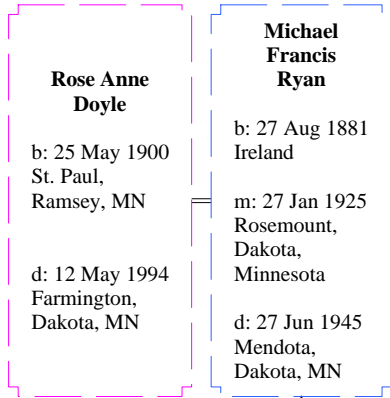 Rose Anne
Doyle
b: 25 May 1900
St. Paul,
Ramsey, MN
d: 12 May 1994
Farmington,
Dakota, MN
Michael
Francis
Ryan
b: 27 Aug 1881
Ireland
m: 27 Jan 1925
Rosemount,
Dakota,
Minnesota
d: 27 Jun 1945
Mendota,
Dakota, MN